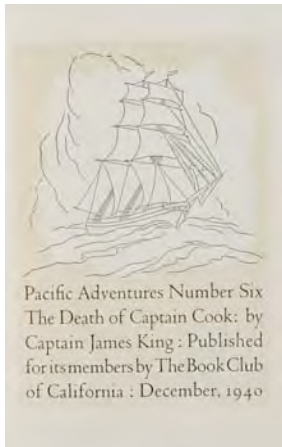 Pacific Adventures Number Six
The Death of Captain Cook: by
Captain James King : Published
for its members by The Book Club
of California : December, 1940